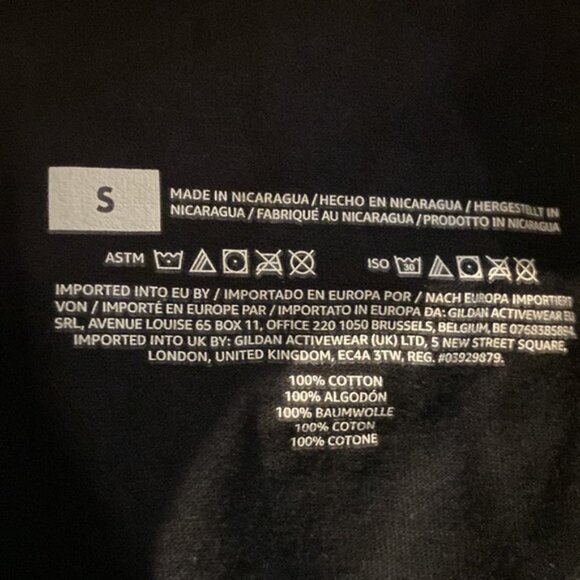 S
MADE IN NICARAGUA / HECHO EN NICARAGUA / HERGESTELLT IN
NICARAGUA / FABRIQUÉ AU NICARAGUA / PRODOTTO IN NICARAGUA
ASTM
ISO 30
IMPORTED INTO EU BY / IMPORTADO EN EUROPA POR / NACH EUROPA IMPORTIERT
VON / IMPORTÉ EN EUROPE PAR / IMPORTATO IN EUROPA DA: GILDAN ACTIVEWEAR EU
SRL, AVENUE LOUISE 65 BOX 11, OFFICE 220 1050 BRUSSELS, BELGIUM, BE
IMPORTED INTO UK BY: GILDAN ACTIVEWEAR (UK) LTD, 5 NEW STREET SQUARE,
LONDON, UNITED KINGDOM, EC4A 3TW, REG. #03929879.
100% COTTON
100% ALGODÓN
100% BAUMWOLLE
100% COTON
100% COTONE